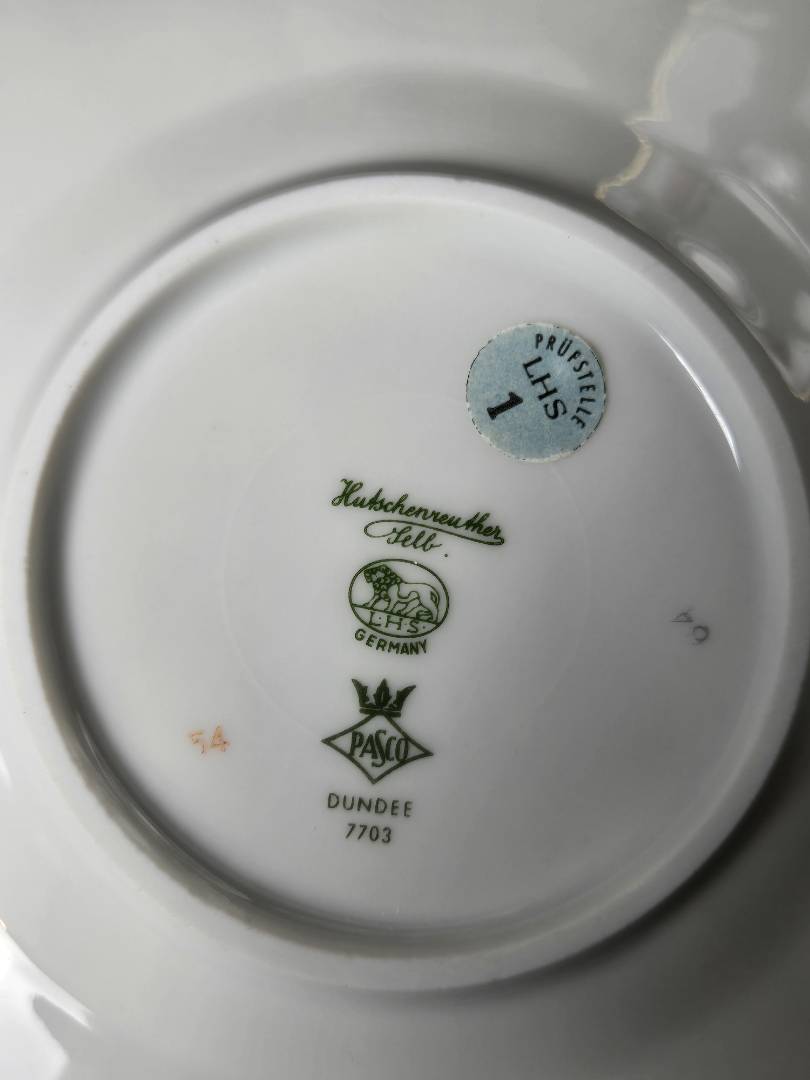 PRÜFSTELLE
LHS
1
Hutschenreuther
Selb.
L·H·S·
GERMANY
PASCO
DUNDEE
7703
54